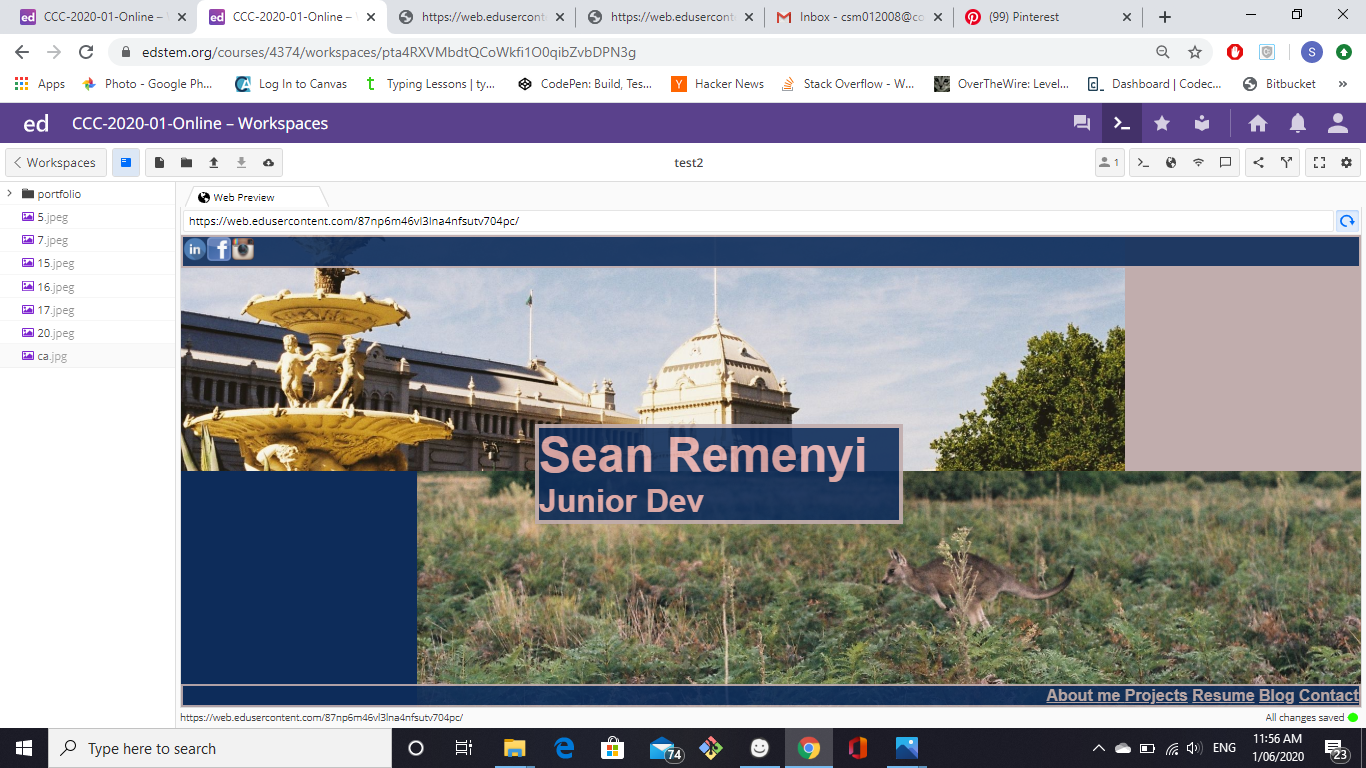 CCC-2020-01-Online –
CCC-2020-01-Online –
https://web.edusercont
https://web.edusercont
Inbox - csm012008@co
(99) Pinterest
edstem.org/courses/4374/workspaces/pta4RXVMbdtQCoWkfi1O0qibZvbDPN3g
S
Apps
Photo - Google Ph...
Log In to Canvas
Typing Lessons | ty...
CodePen: Build, Tes...
Hacker News
Stack Overflow - W...
OverTheWire: Level...
Dashboard | Codec...
Bitbucket
ed
CCC-2020-01-Online – Workspaces
Workspaces
test2
1
portfolio
5.jpeg
7.jpeg
15.jpeg
16.jpeg
17.jpeg
20.jpeg
ca.jpg
Web Preview
https://web.edusercontent.com/87np6m46vl3lna4nfsutv704pc/
in f
Sean Remenyi
Junior Dev
About me Projects Resume Blog Contact
https://web.edusercontent.com/87np6m46vl3lna4nfsutv704pc/
All changes saved
Type here to search
74
ENG
11:56 AM
1/06/2020
23